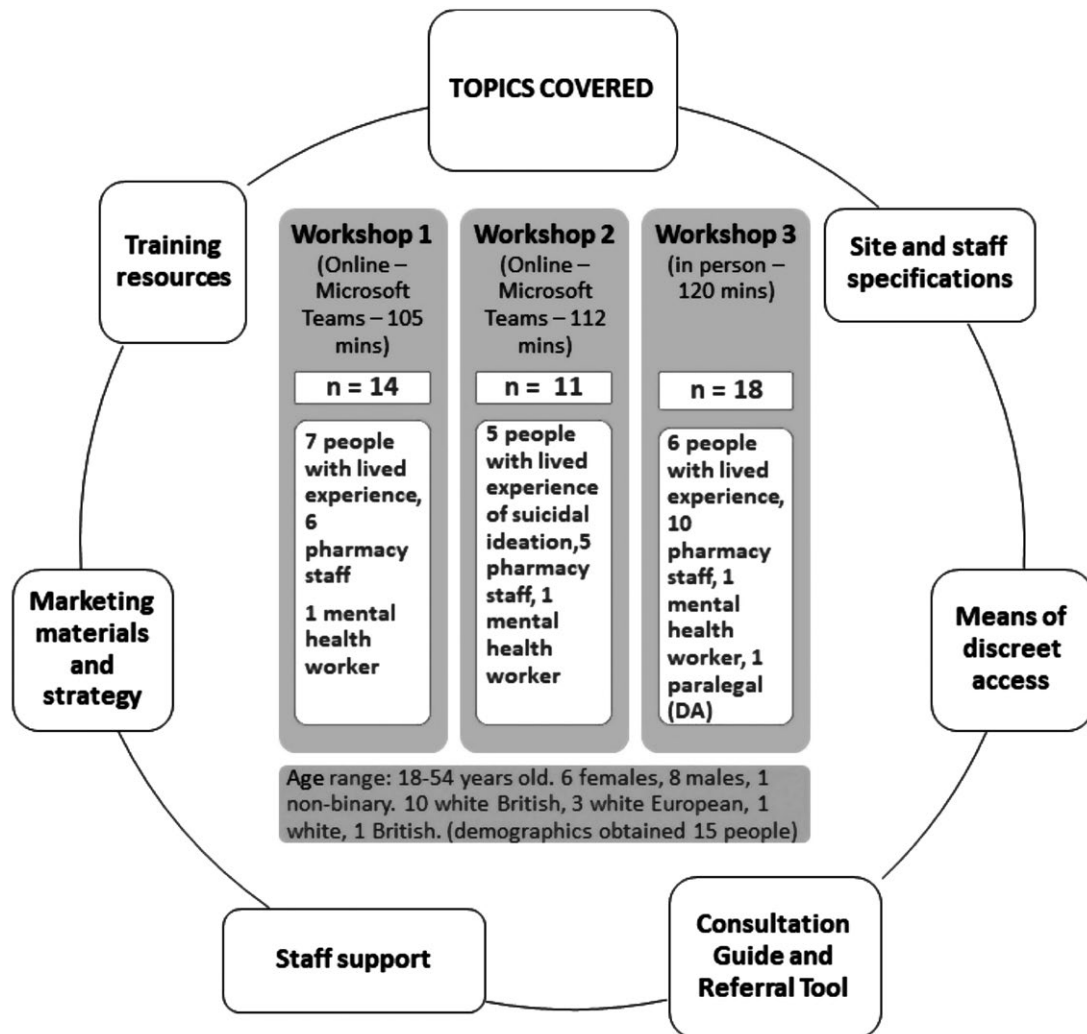 TOPICS COVERED
Training
resources
Site and staff
specifications
Workshop 1
(Online –
Microsoft
Teams – 105
mins)
n = 14
7 people
with lived
experience,
6
pharmacy
staff
1 mental
health
worker
Workshop 2
(Online –
Microsoft
Teams – 112
mins)
n = 11
5 people
with lived
experience
of suicidal
ideation,5
pharmacy
staff, 1
mental
health
worker
Workshop 3
(in person –
120 mins)
n = 18
6 people
with lived
experience,
10
pharmacy
staff, 1
mental
health
worker, 1
paralegal
(DA)
Marketing
materials
and
strategy
Means of
discreet
access
Age range: 18-54 years old. 6 females, 8 males, 1
non-binary. 10 white British, 3 white European, 1
white, 1 British. (demographics obtained 15 people)
Staff support
Consultation
Guide and
Referral Tool